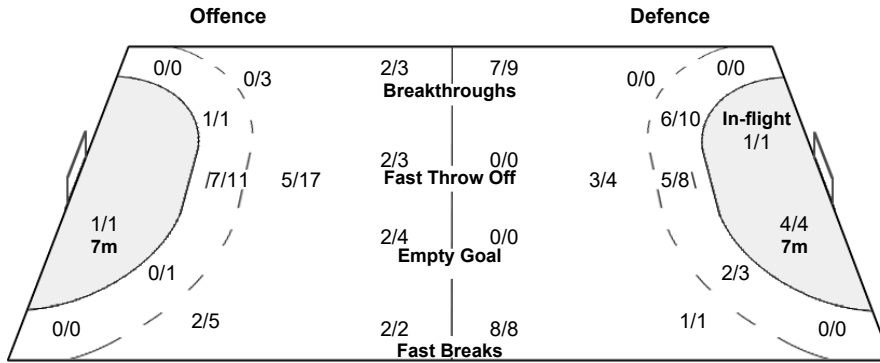 Offence Defence
0/0 0/3 2/3 7/9 0/0 0/0
Breakthroughs
1/1 6/10 In-flight
1/1
2/3 0/0
7/11 5/17 Fast Throw Off 3/4 5/8
1/1 2/4 0/0 4/4
7m Empty Goal 7m
0/1 2/3
0/0 2/5 2/2 8/8 1/1 0/0
Fast Breaks